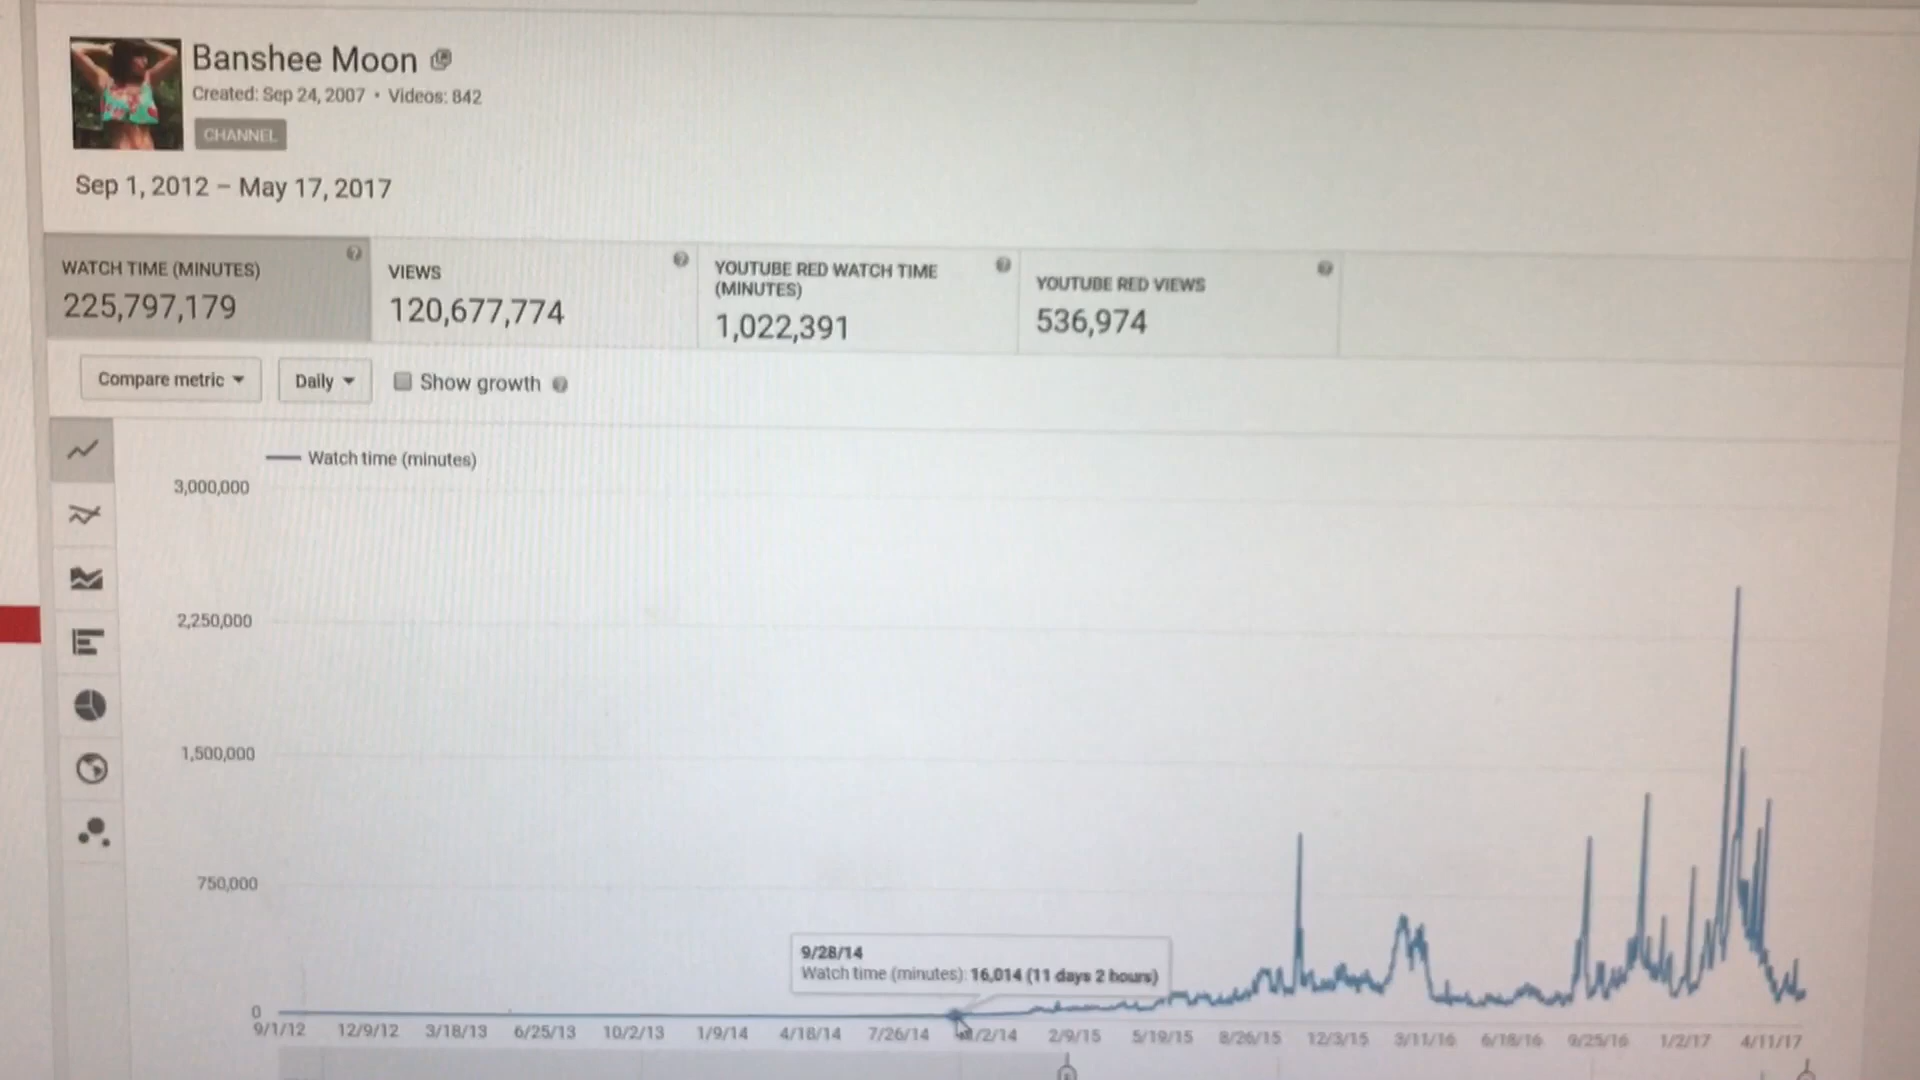 Banshee Moon
Created: Sep 24, 2007 • Videos: 842
CHANNEL
Sep 1, 2012 – May 17, 2017
WATCH TIME (MINUTES)
225,797,179
VIEWS
120,677,774
YOUTUBE RED WATCH TIME
(MINUTES)
1,022,391
YOUTUBE RED VIEWS
536,974
Compare metric
Daily
Show growth
Watch time (minutes)
3,000,000
2,250,000
1,500,000
750,000
0
9/28/14
Watch time (minutes): 16,014 (11 days 2 hours)
9/1/12 12/9/12 3/18/13 6/25/13 10/2/13 1/9/14 4/18/14 7/26/14 /2/14 2/9/15 5/19/15 8/26/15 12/3/15 3/11/16 6/18/16 9/25/16 1/2/17 4/11/17